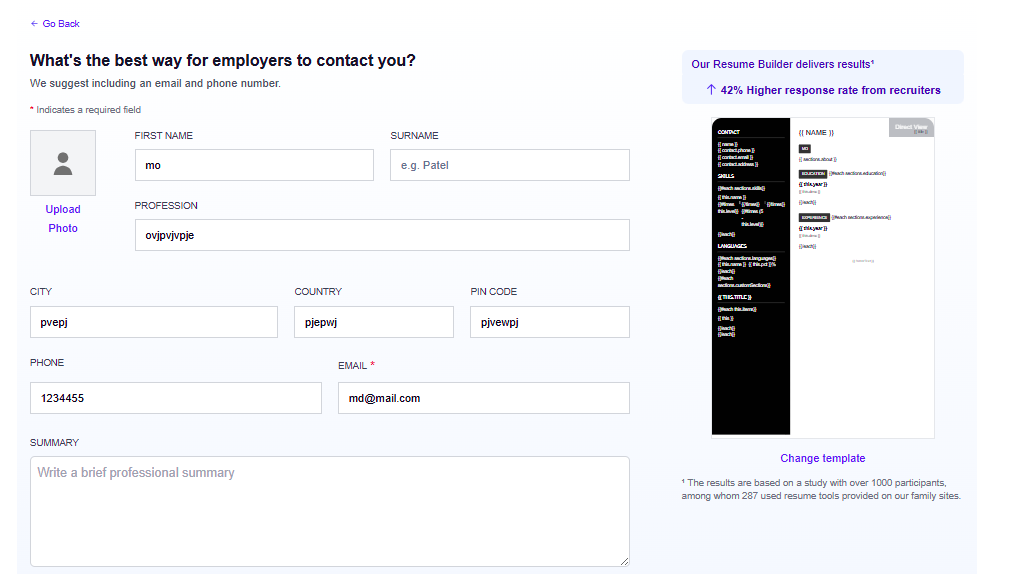 ← Go Back
What's the best way for employers to contact you?
We suggest including an email and phone number.
* Indicates a required field
FIRST NAME
SURNAME
mo
e.g. Patel
Upload
Photo
PROFESSION
ovjpvjvpje
CITY
COUNTRY
PIN CODE
pvepj
pjepwj
pjvewpj
PHONE
EMAIL *
1234455
md@mail.com
SUMMARY
Write a brief professional summary
Our Resume Builder delivers results¹
↑ 42% Higher response rate from recruiters
Direct View
CONTACT
{{ name }}
{{ contact.phone }}
{{ contact.email }}
{{ contact.address }}
SKILLS
{{#each sections.skills}}
{{ this.name }}
{{#times
{{/times}}
{{/times}}
this.level}}
{{#times (5
-
this.level)}}
{{/each}}
LANGUAGES
{{#each sections.languages}}
{{ this.name }} {{ this.pct }}%
{{/each}}
{{#each
sections.customSections}}
{{ THIS.TITLE }}
{{#each this.items}}
{{ this }}
{{/each}}
{{/each}}
{{ NAME }}
MO
{{ sections.about }}
EDUCATION {{#each sections.education}}
{{ this.year }}
{{/each}}
EXPERIENCE {{#each sections.experience}}
{{ this.year }}
{{/each}}
Change template
¹ The results are based on a study with over 1000 participants,
among whom 287 used resume tools provided on our family sites.